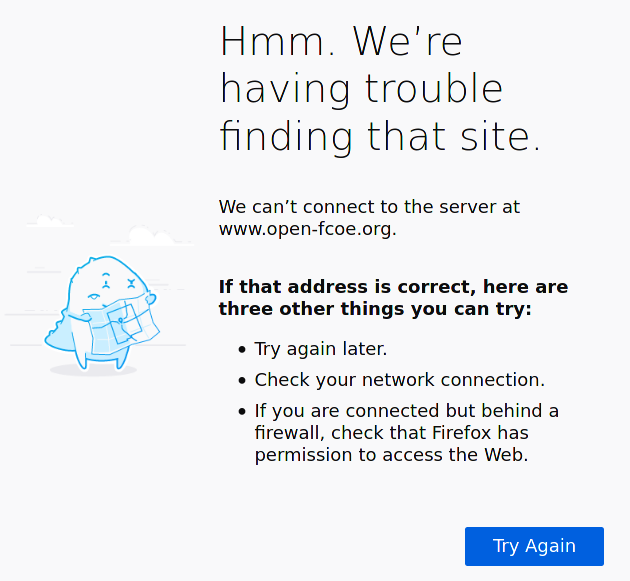 Hmm. We're
having trouble
finding that site.
We can’t connect to the server at
www.open-fcoe.org.
If that address is correct, here are
three other things you can try:
• Try again later.
• Check your network connection.
• If you are connected but behind a
firewall, check that Firefox has
permission to access the Web.
Try Again